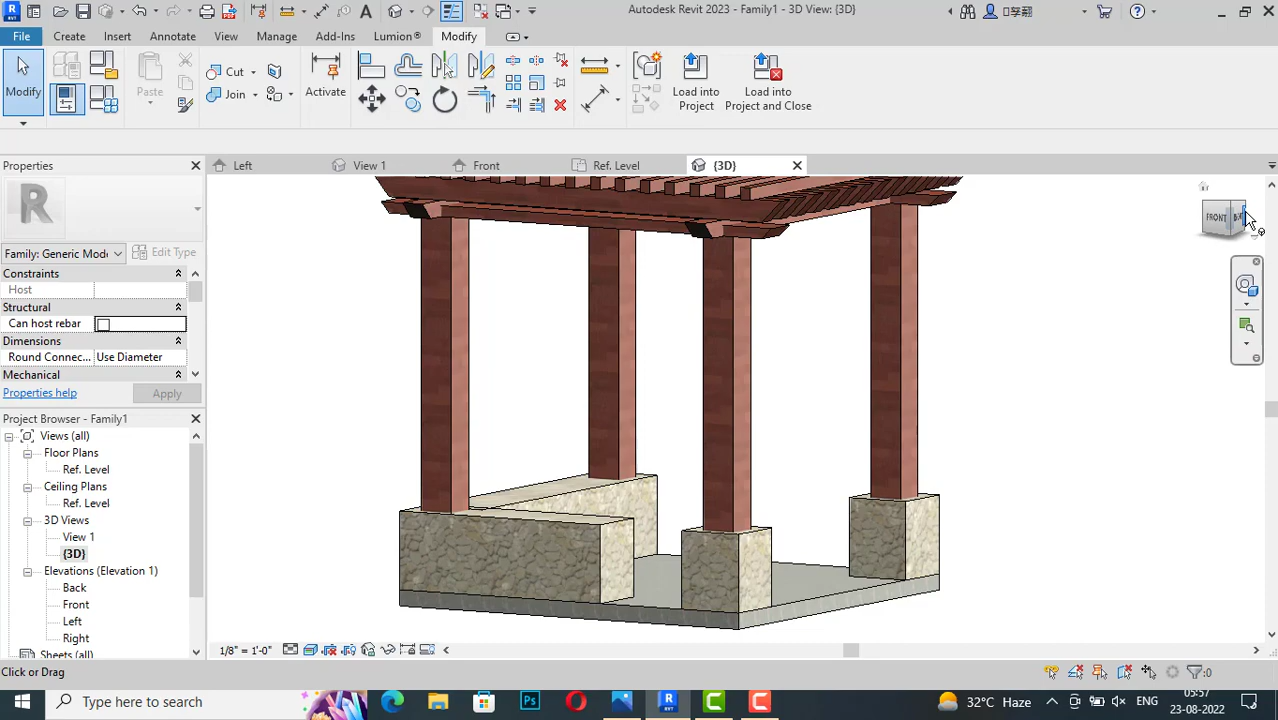 Autodesk Revit 2023 - Family1 - 3D View: {3D}
File Create Insert Annotate View Manage Add-Ins Lumion® Modify
Modify
Paste
Cut
Join
Activate
Load into
Project
Load into
Project and Close
Properties
Left View 1 Front Ref. Level {3D}
R
Family: Generic Mode
Edit Type
Constraints
Host
Structural
Can host rebar
Dimensions
Round Connec... Use Diameter
Mechanical
Properties help Apply
Project Browser - Family1
Views (all)
Floor Plans
Ref. Level
Ceiling Plans
Ref. Level
3D Views
View 1
{3D}
Elevations (Elevation 1)
Back
Front
Left
Right
Sheets (all)
FRONT
1/8" = 1'-0"
Click or Drag
:0
Type here to search
Ps
RVT
32°C Haze
ENG
05:57
23-08-2022